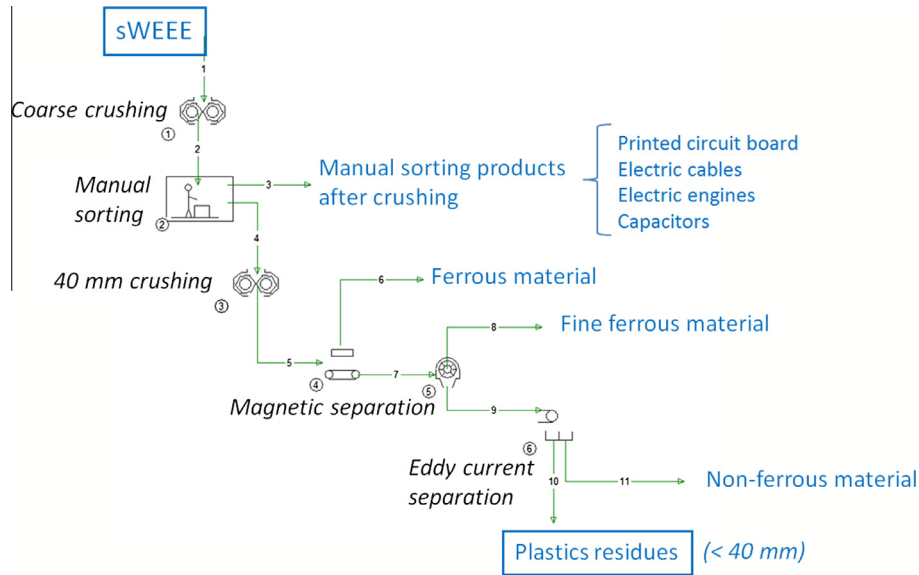 sWEEE
1
Coarse crushing
①
2
Manual
sorting
②
3
Manual sorting products
after crushing
Printed circuit board
Electric cables
Electric engines
Capacitors
4
40 mm crushing
③
6
Ferrous material
5
④
7
8
Fine ferrous material
⑤
Magnetic separation
9
⑥
Eddy current
separation
10
11
Non-ferrous material
Plastics residues
(< 40 mm)